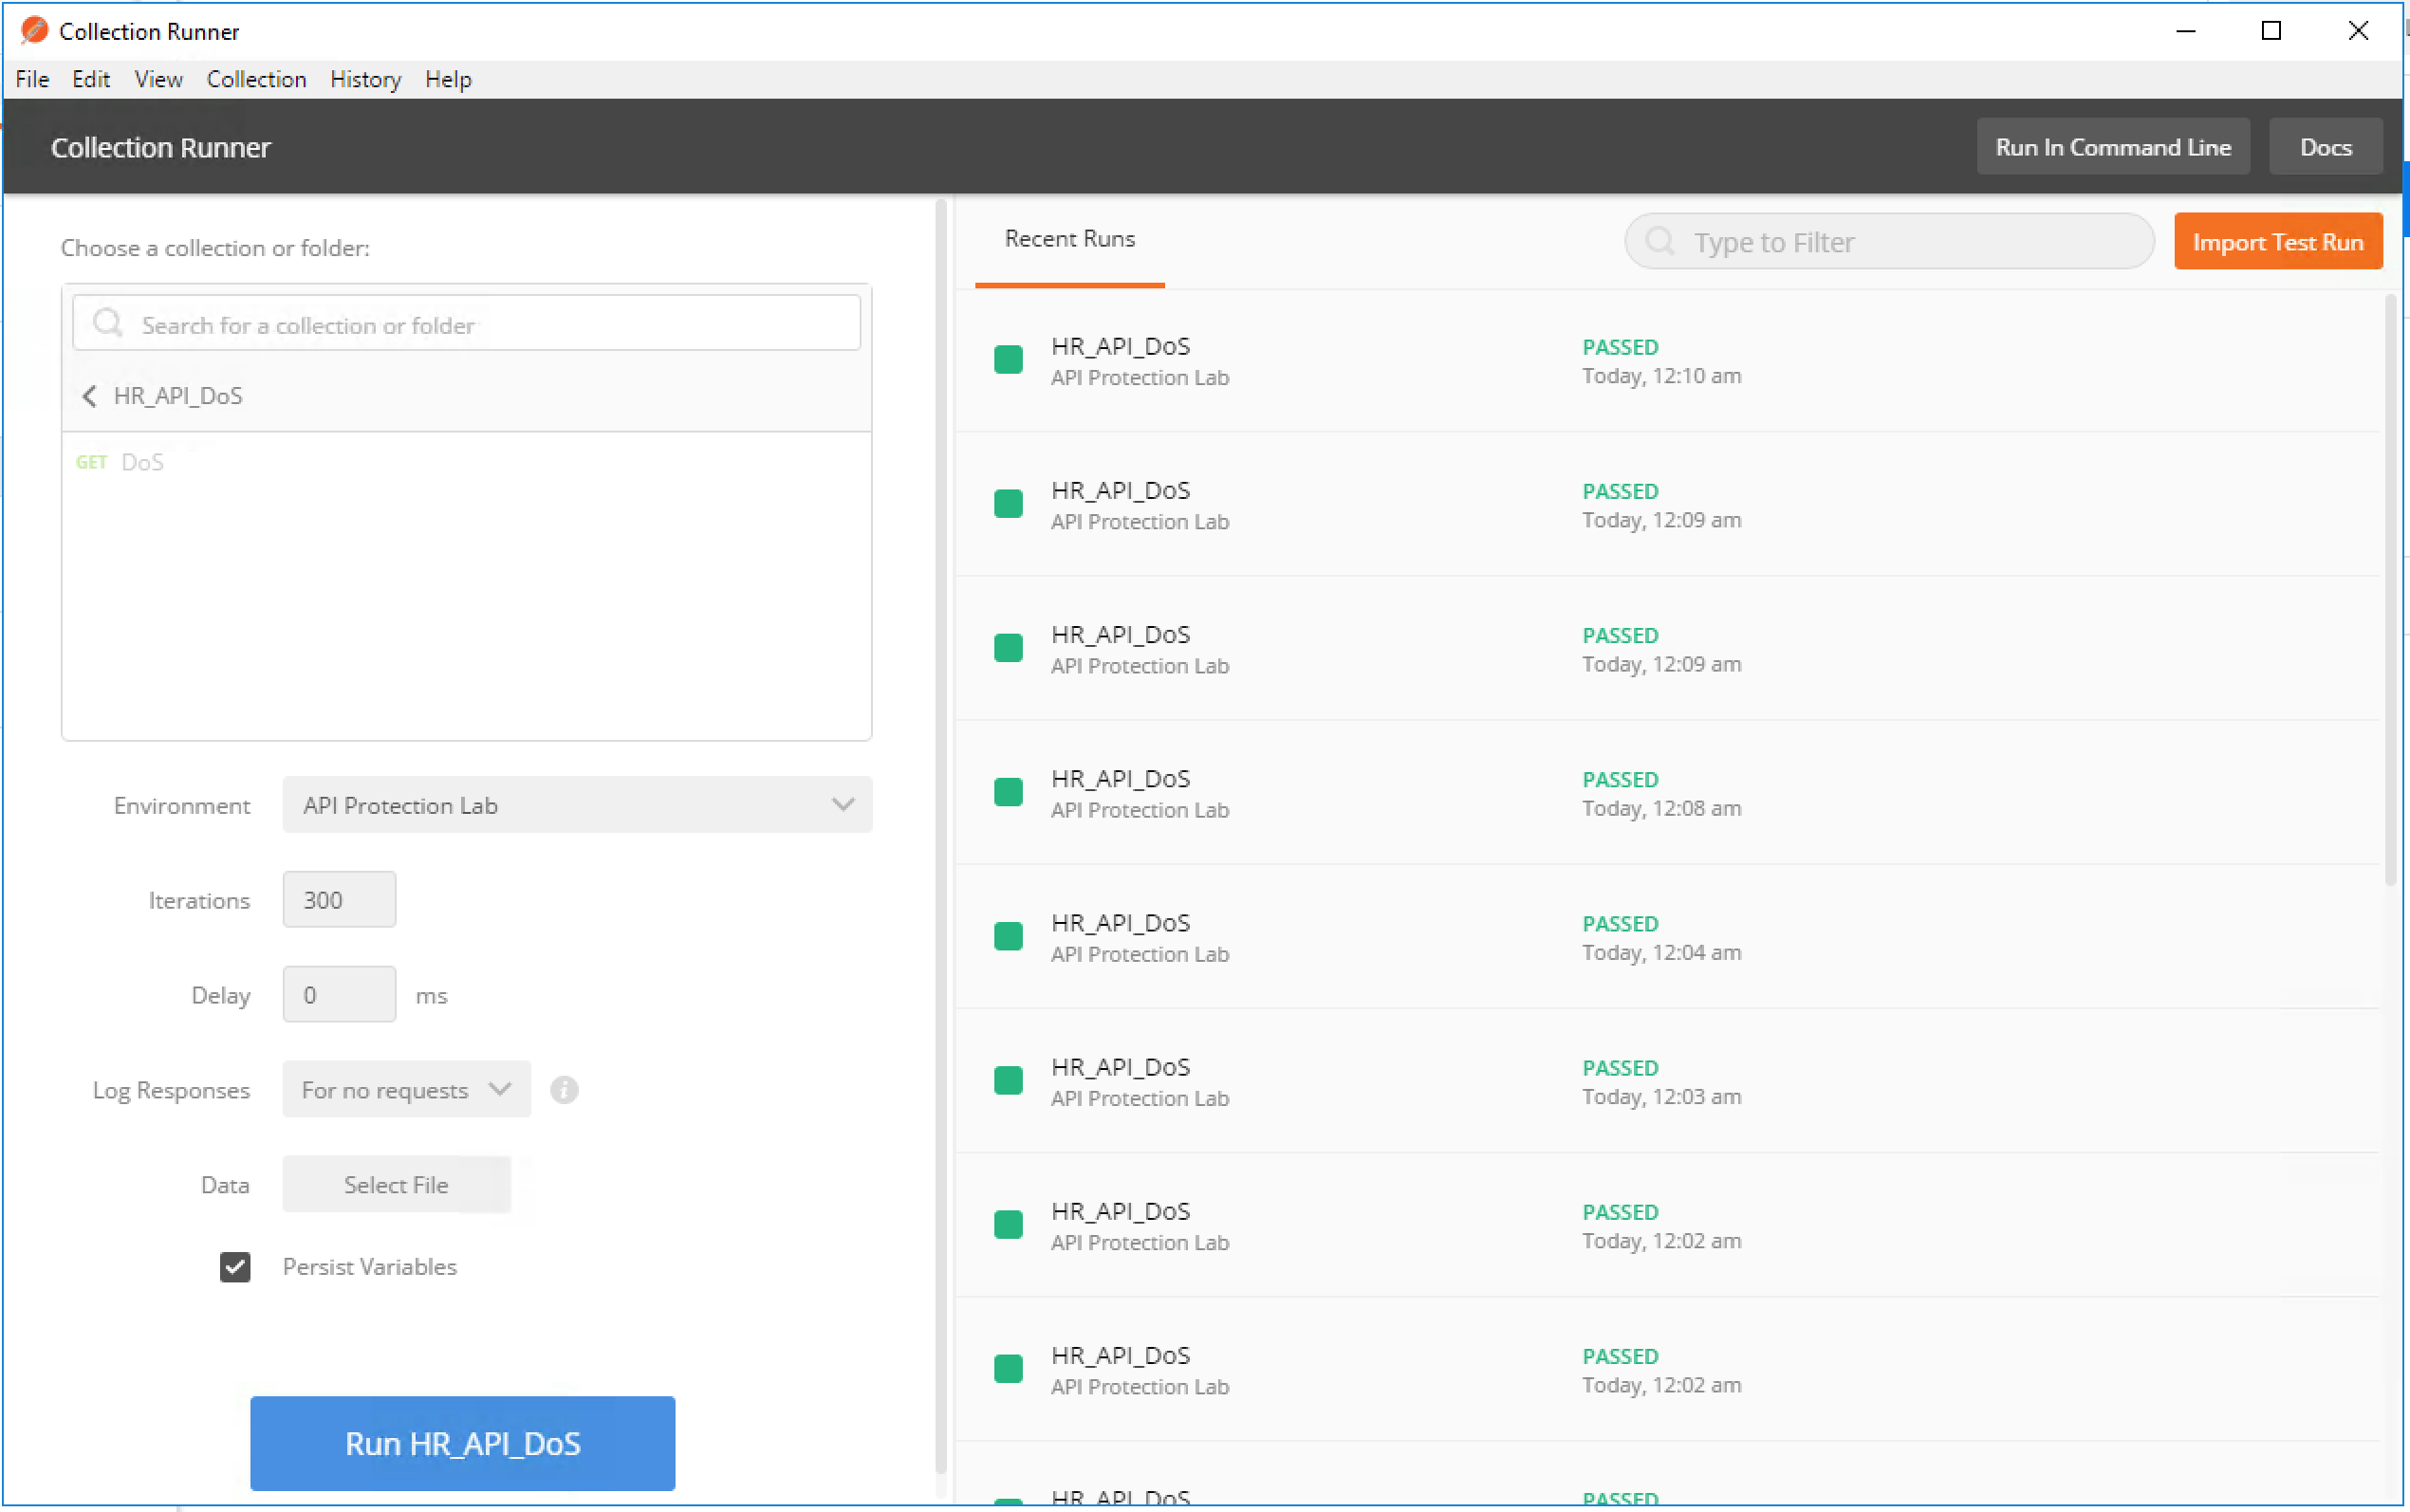 Collection Runner
File Edit View Collection History Help
Collection Runner
Run In Command Line
Docs
Choose a collection or folder:
Search for a collection or folder
HR_API_DoS
GET DoS
Environment
API Protection Lab
Iterations
300
Delay
0
ms
Log Responses
For no requests
Data
Select File
Persist Variables
Run HR_API_DoS
Recent Runs
Type to Filter
Import Test Run
HR_API_DoS
API Protection Lab
PASSED
Today, 12:10 am
HR_API_DoS
API Protection Lab
PASSED
Today, 12:09 am
HR_API_DoS
API Protection Lab
PASSED
Today, 12:09 am
HR_API_DoS
API Protection Lab
PASSED
Today, 12:08 am
HR_API_DoS
API Protection Lab
PASSED
Today, 12:04 am
HR_API_DoS
API Protection Lab
PASSED
Today, 12:03 am
HR_API_DoS
API Protection Lab
PASSED
Today, 12:02 am
HR_API_DoS
API Protection Lab
PASSED
Today, 12:02 am
HR_API_DoS
PASSED